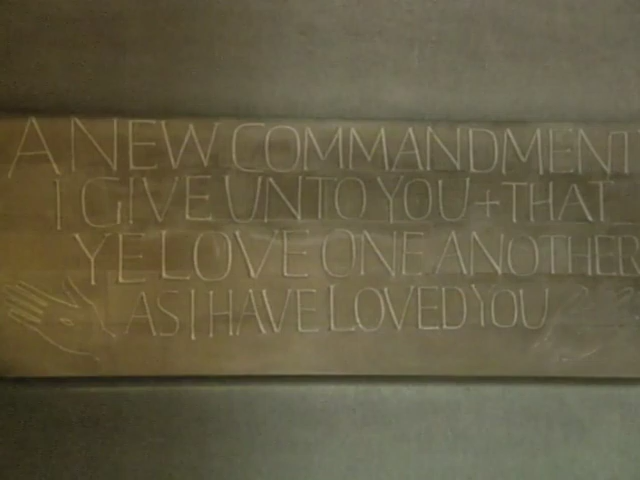 A NEW COMMANDMENT
I GIVE UNTO YOU + THAT
YE LOVE ONE ANOTHER
AS I HAVE LOVED YOU